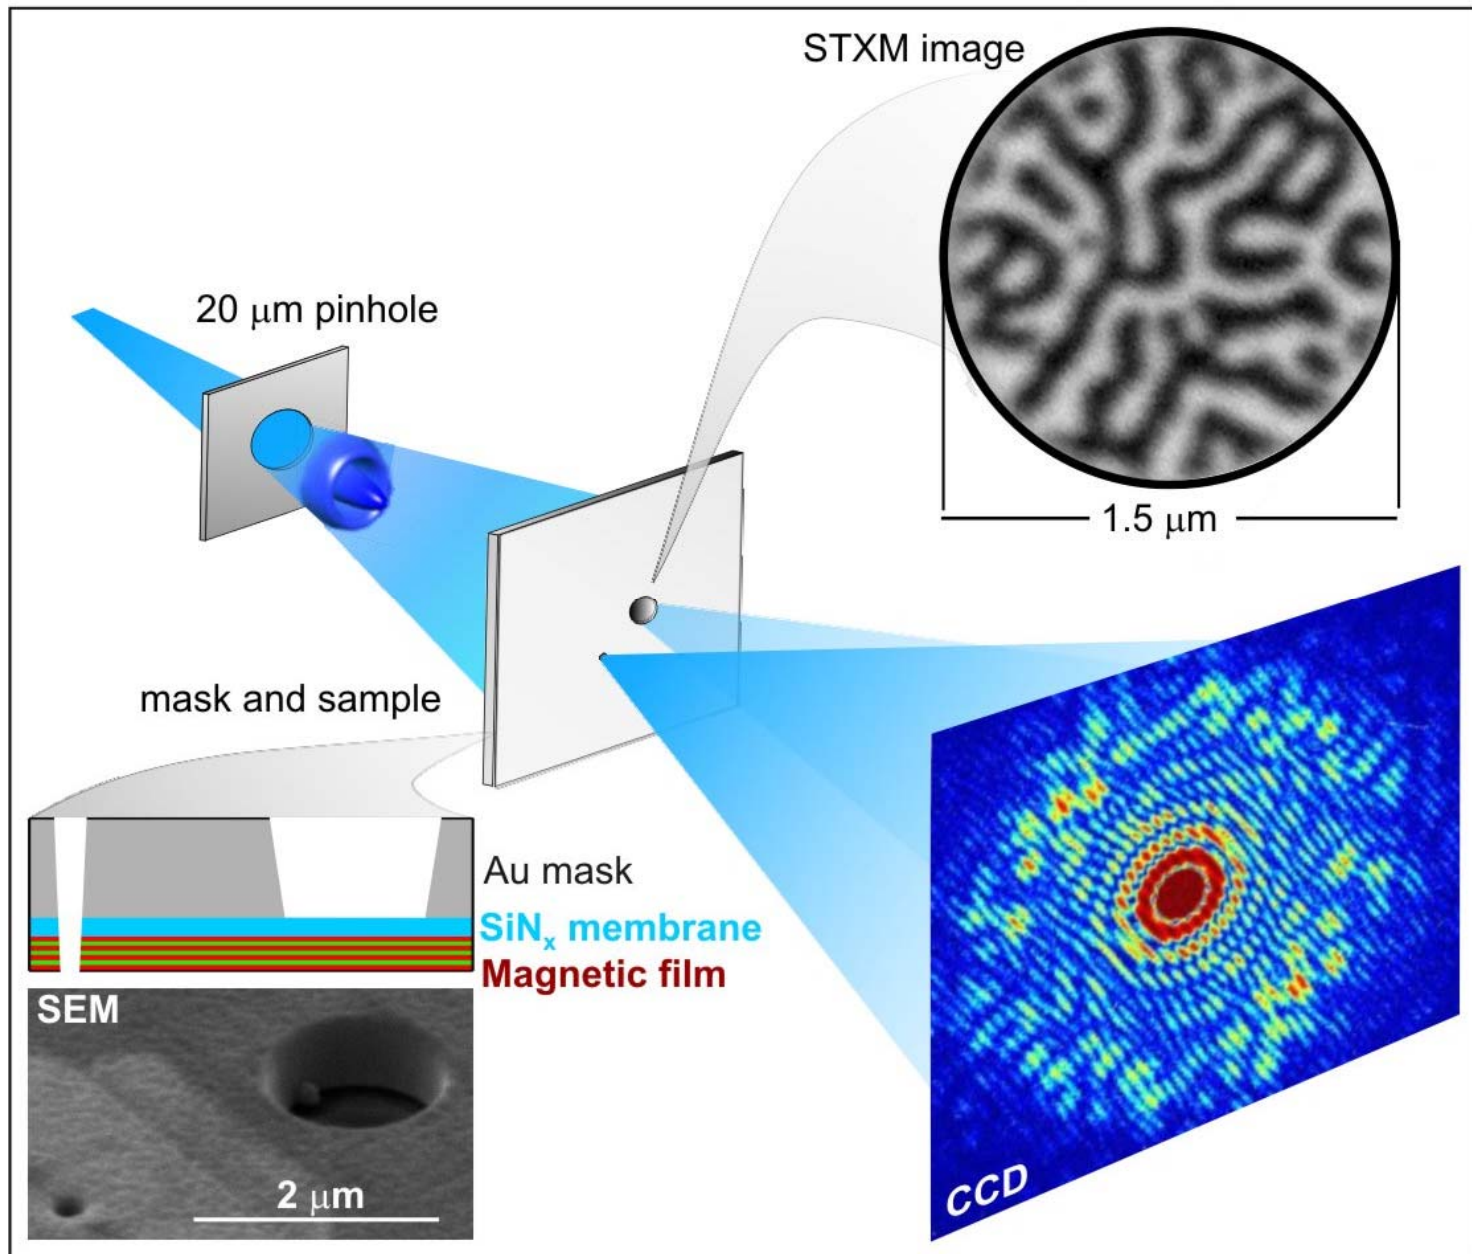 STXM image
1.5 μm
20 μm pinhole
mask and sample
Au mask
SiNₓ membrane
Magnetic film
SEM
2 μm
CCD